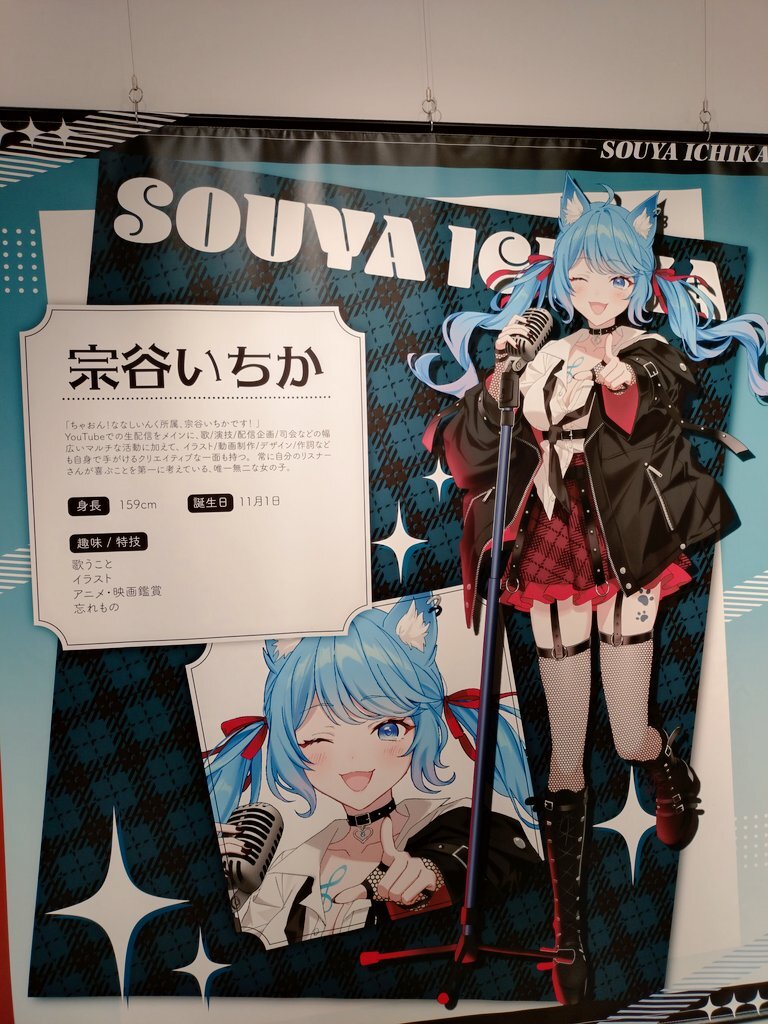 SOUYA ICHIKA
SOUYA IC    A
宗谷いちか
「ちゃおん!ななしいんく所属、宗谷いちかです!」
YouTubeでの生配信をメインに、歌/演技/配信企画/司会などの幅
広いマルチな活動に加えて、イラスト/動画制作/デザイン/作詞など
も自身で手がけるクリエイティブな一面も持つ。常に自分のリスナー
さんが喜ぶことを第一に考えている、唯一無二な女の子。
身長 159cm 誕生日 11月1日
趣味 / 特技
歌うこと
イラスト
アニメ・映画鑑賞
忘れもの